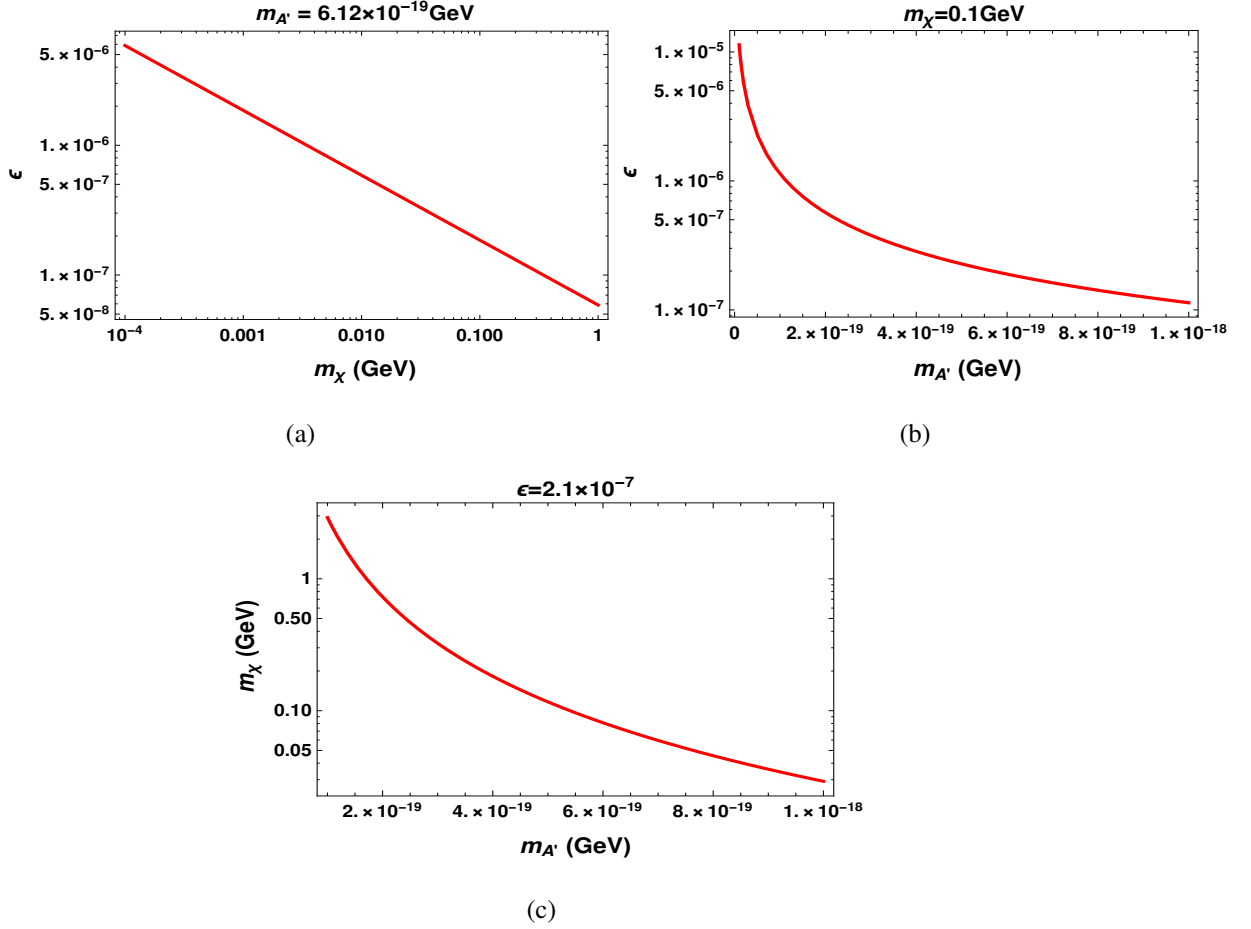 m_A' = 6.12×10⁻¹⁹GeV
5.×10⁻⁶
1.×10⁻⁶
5.×10⁻⁷
1.×10⁻⁷
5.×10⁻⁸
ϵ
10⁻⁴ 0.001 0.010 0.100 1
m_χ (GeV)
(a)
m_χ=0.1GeV
1.×10⁻⁵
5.×10⁻⁶
1.×10⁻⁶
5.×10⁻⁷
1.×10⁻⁷
ϵ
0 2.×10⁻¹⁹ 4.×10⁻¹⁹ 6.×10⁻¹⁹ 8.×10⁻¹⁹ 1.×10⁻¹⁸
m_A' (GeV)
(b)
ϵ=2.1×10⁻⁷
1
0.50
0.10
0.05
m_χ (GeV)
2.×10⁻¹⁹ 4.×10⁻¹⁹ 6.×10⁻¹⁹ 8.×10⁻¹⁹ 1.×10⁻¹⁸
m_A' (GeV)
(c)